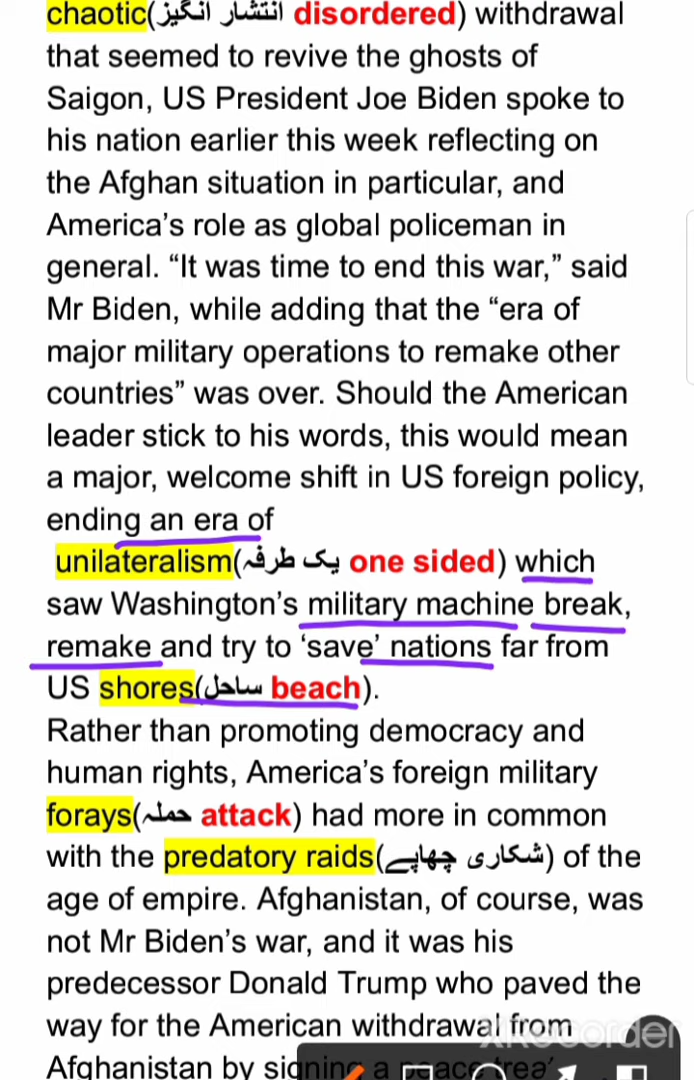 chaotic(انتشار انگیز disordered) withdrawal
that seemed to revive the ghosts of
Saigon, US President Joe Biden spoke to
his nation earlier this week reflecting on
the Afghan situation in particular, and
America’s role as global policeman in
general. “It was time to end this war,” said
Mr Biden, while adding that the “era of
major military operations to remake other
countries” was over. Should the American
leader stick to his words, this would mean
a major, welcome shift in US foreign policy,
ending an era of
unilateralism(یک طرفہ one sided) which
saw Washington’s military machine break,
remake and try to ‘save’ nations far from
US shores(ساحل beach).
Rather than promoting democracy and
human rights, America’s foreign military
forays(حملہ attack) had more in common
with the predatory raids(شکاری چھاپے) of the
age of empire. Afghanistan, of course, was
not Mr Biden’s war, and it was his
predecessor Donald Trump who paved the
way for the American withdrawal from
XRecorder
Afghanistan by signing a peace